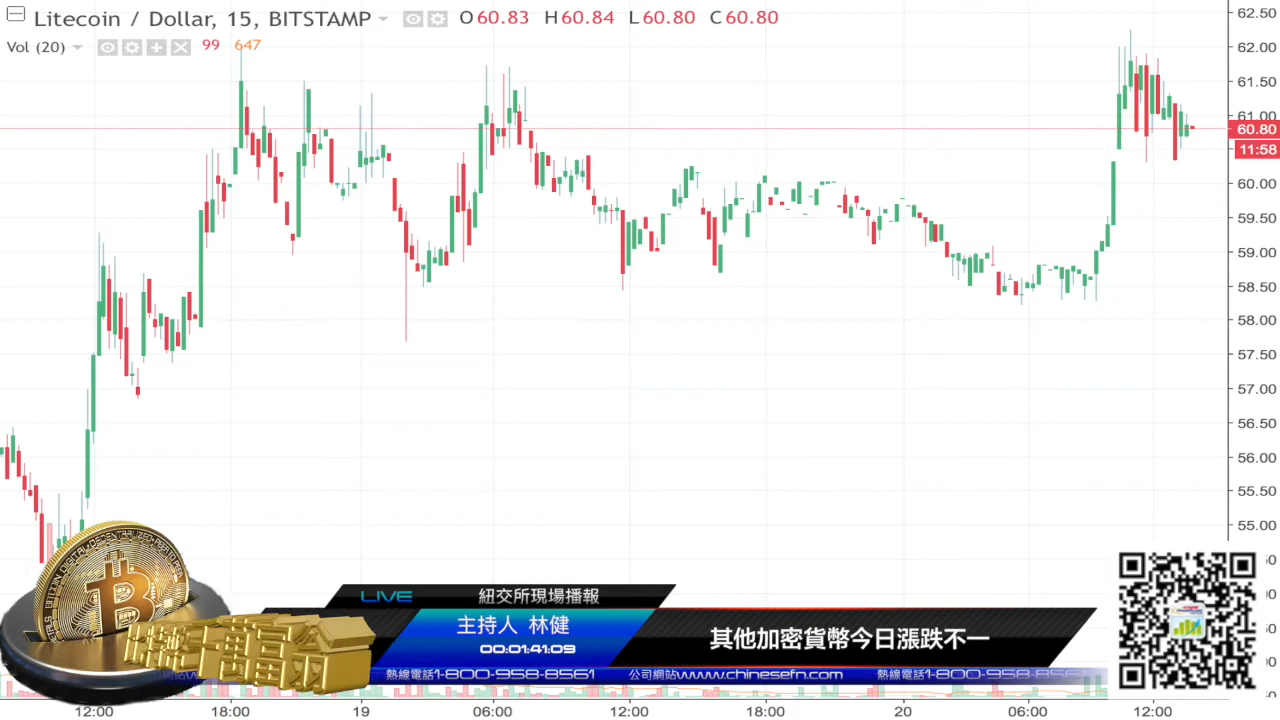 Litecoin / Dollar, 15, BITSTAMP O60.83 H60.84 L60.80 C60.80
Vol (20) 99 647
62.50
62.00
61.50
61.00
60.80
11:58
60.00
59.50
59.00
58.50
58.00
57.50
57.00
56.50
56.00
55.50
55.00
LIVE 紐交所現場播報
主持人 林健
00:01:41:09
其他加密貨幣今日漲跌不一
熱線電話1-800-958-8561 公司網站www.chinesefn.com 熱線電話1-800-958-856
12:00 18:00 19 06:00 12:00 18:00 20 06:00 12:00